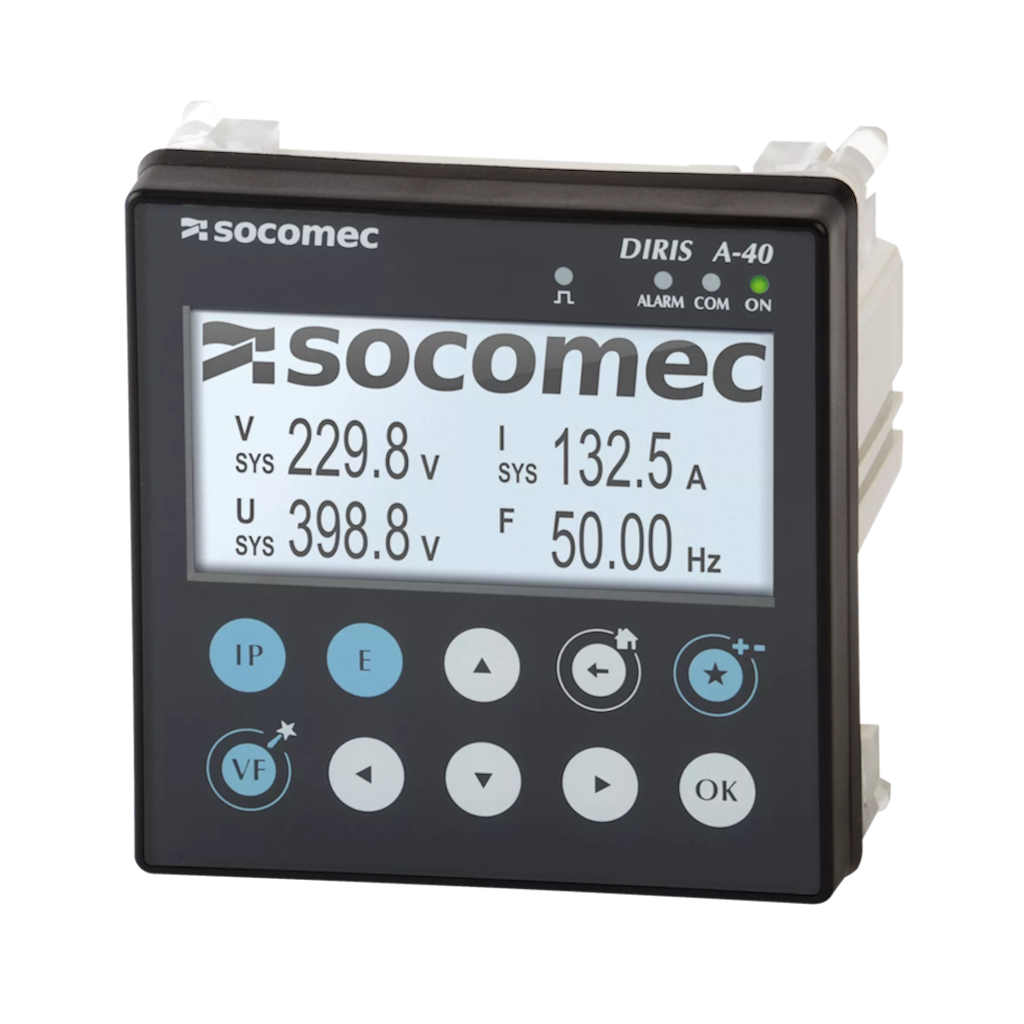 socomec
DIRIS A-40
ALARM COM ON
socomec
V SYS 229.8 V I SYS 132.5 A
U SYS 398.8 V F 50.00 Hz
IP E
VF OK